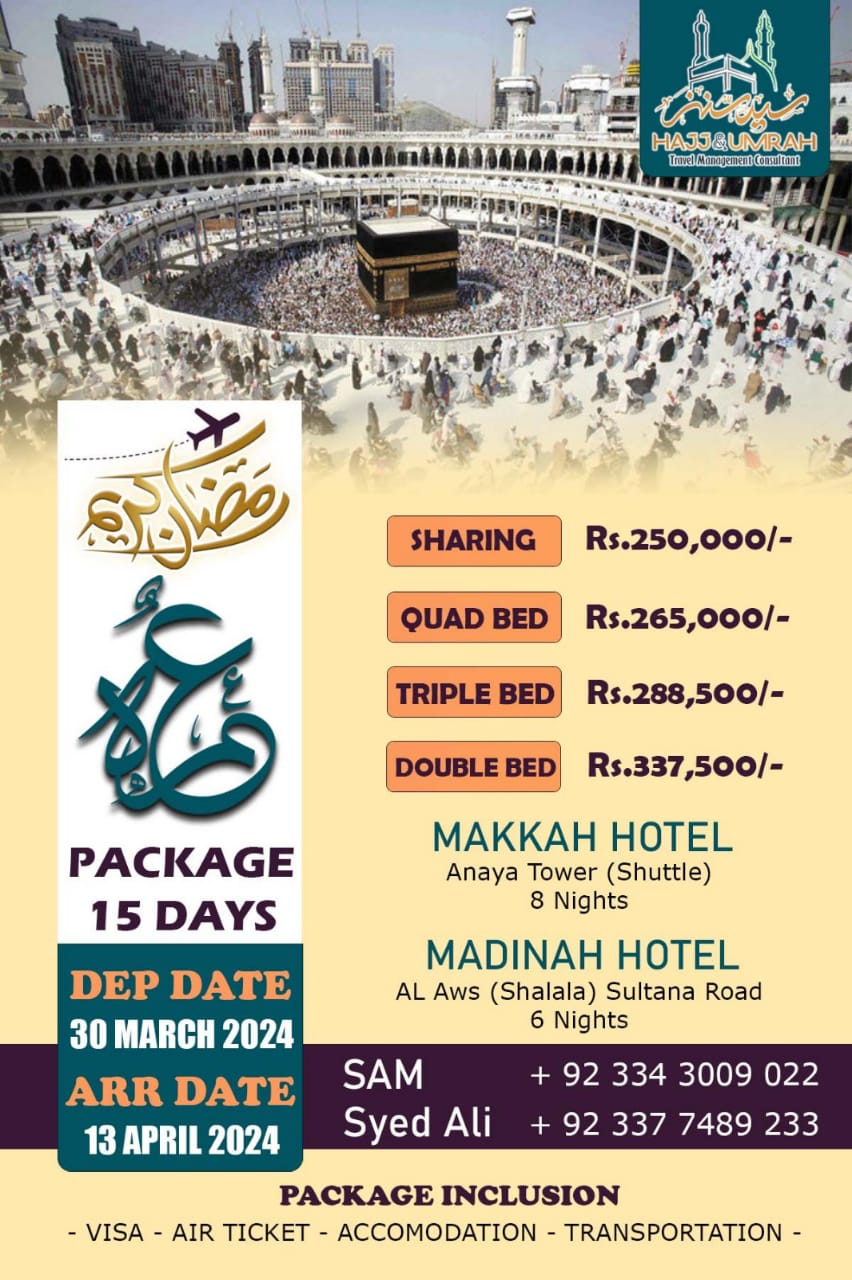 سید سنز
HAJJ & UMRAH
Travel Management Consultant
رمضان كريم
عمرہ
PACKAGE
15 DAYS
DEP DATE
30 MARCH 2024
ARR DATE
13 APRIL 2024
SHARING Rs.250,000/-
QUAD BED Rs.265,000/-
TRIPLE BED Rs.288,500/-
DOUBLE BED Rs.337,500/-
MAKKAH HOTEL
Anaya Tower (Shuttle)
8 Nights
MADINAH HOTEL
AL Aws (Shalala) Sultana Road
6 Nights
SAM + 92 334 3009 022
Syed Ali + 92 337 7489 233
PACKAGE INCLUSION
- VISA - AIR TICKET - ACCOMODATION - TRANSPORTATION -